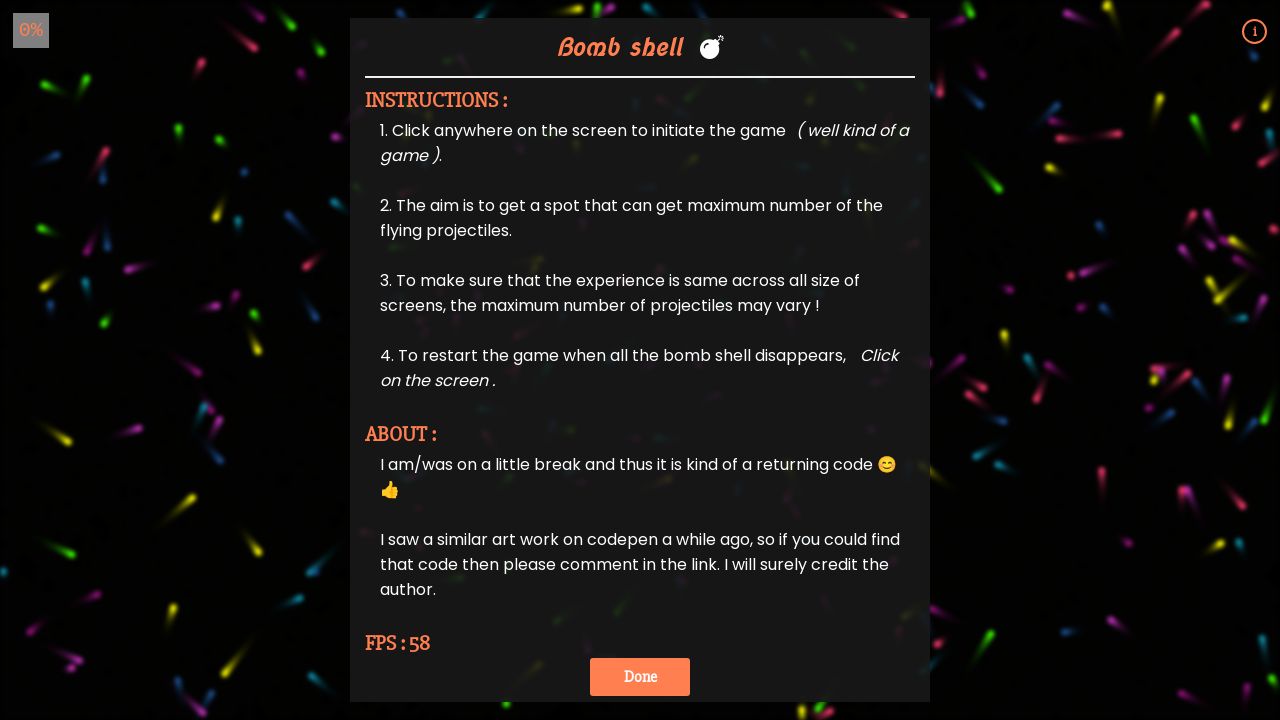 0%
i
Bomb shell 💣
INSTRUCTIONS :
1. Click anywhere on the screen to initiate the game ( well kind of a
game ).
2. The aim is to get a spot that can get maximum number of the
flying projectiles.
3. To make sure that the experience is same across all size of
screens, the maximum number of projectiles may vary !
4. To restart the game when all the bomb shell disappears, Click
on the screen .
ABOUT :
I am/was on a little break and thus it is kind of a returning code 😊
👍
I saw a similar art work on codepen a while ago, so if you could find
that code then please comment in the link. I will surely credit the
author.
FPS : 58
Done